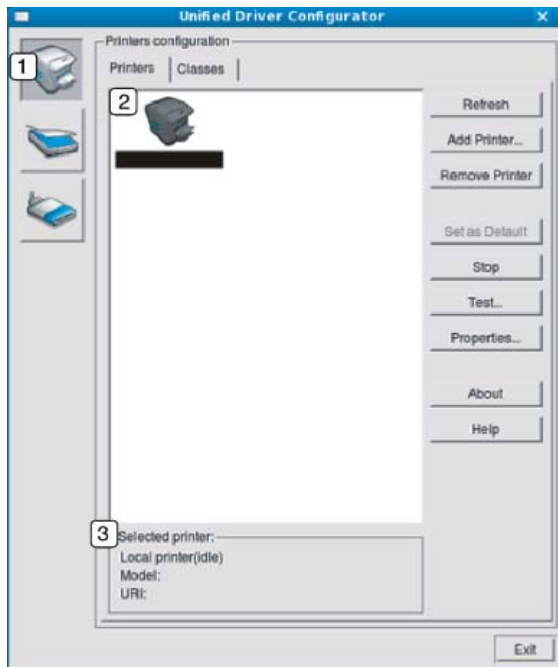 Unified Driver Configurator
Printers configuration
1
Printers
Classes
2
Refresh
Add Printer...
Remove Printer
Set as Default
Stop
Test...
Properties...
About
Help
3
Selected printer:
Local printer(idle)
Model:
URI:
Exit